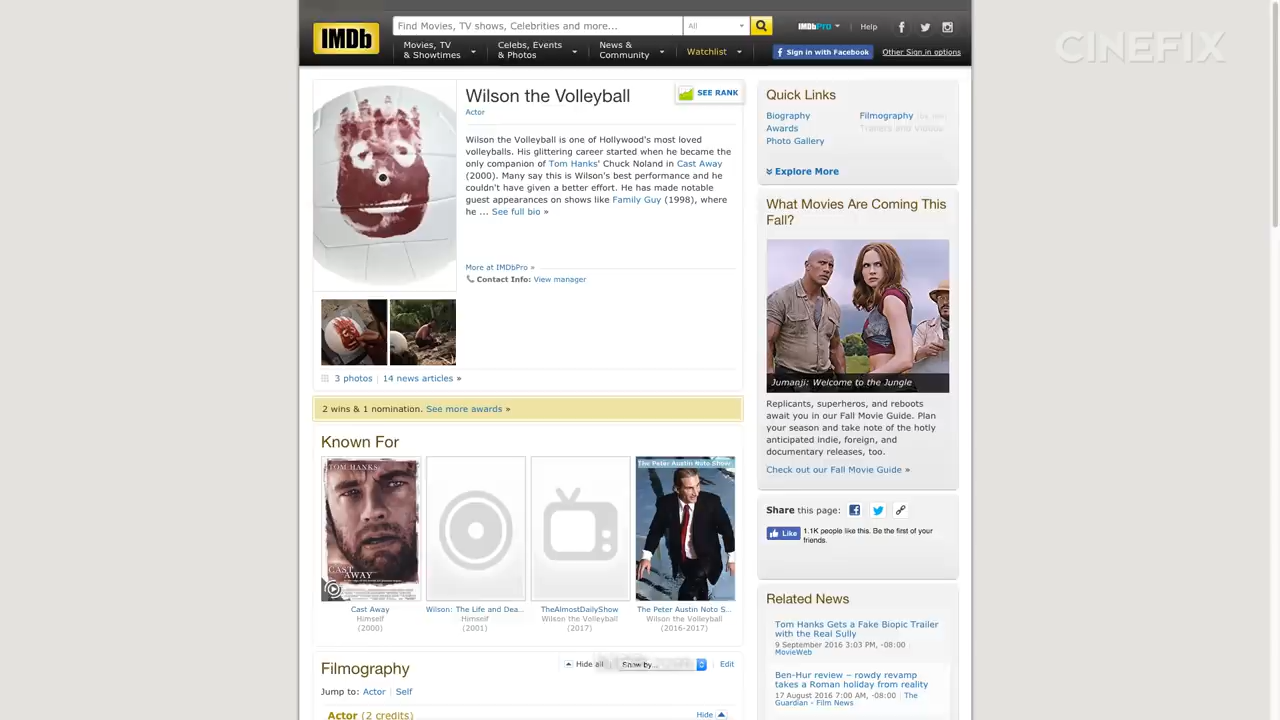 CINEFIX
IMDb
Find Movies, TV shows, Celebrities and more...
All
IMDbPro
Help
Movies, TV
& Showtimes
Celebs, Events
& Photos
News &
Community
Watchlist
Sign in with Facebook
Other Sign in options
Wilson the Volleyball
SEE RANK
Actor
Wilson the Volleyball is one of Hollywood's most loved
volleyballs. His glittering career started when he became the
only companion of Tom Hanks' Chuck Noland in Cast Away
(2000). Many say this is Wilson's best performance and he
couldn't have given a better effort. He has made notable
guest appearances on shows like Family Guy (1998), where
he ... See full bio »
More at IMDbPro »
Contact Info: View manager
3 photos | 14 news articles »
2 wins & 1 nomination. See more awards »
Known For
TOM HANKS
CAST AWAY
The Peter Austin Noto Show
Cast Away
Himself
(2000)
Wilson: The Life and Dea...
Himself
(2001)
TheAlmostDailyShow
Wilson the Volleyball
(2017)
The Peter Austin Noto S...
Wilson the Volleyball
(2016-2017)
Filmography
Hide all
Show by...
Edit
Jump to: Actor | Self
Actor (2 credits)
Hide
Quick Links
Biography
Awards
Photo Gallery
Filmography (by Job)
Trailers and Videos
Explore More
What Movies Are Coming This
Fall?
Jumanji: Welcome to the Jungle
Replicants, superheros, and reboots
await you in our Fall Movie Guide. Plan
your season and take note of the hotly
anticipated indie, foreign, and
documentary releases, too.
Check out our Fall Movie Guide »
Share this page:
Like
1.1K people like this. Be the first of your
friends.
Related News
Tom Hanks Gets a Fake Biopic Trailer
with the Real Sully
9 September 2016 3:03 PM, -08:00
MovieWeb
Ben-Hur review – rowdy revamp
takes a Roman holiday from reality
17 August 2016 7:00 AM, -08:00 | The
Guardian - Film News